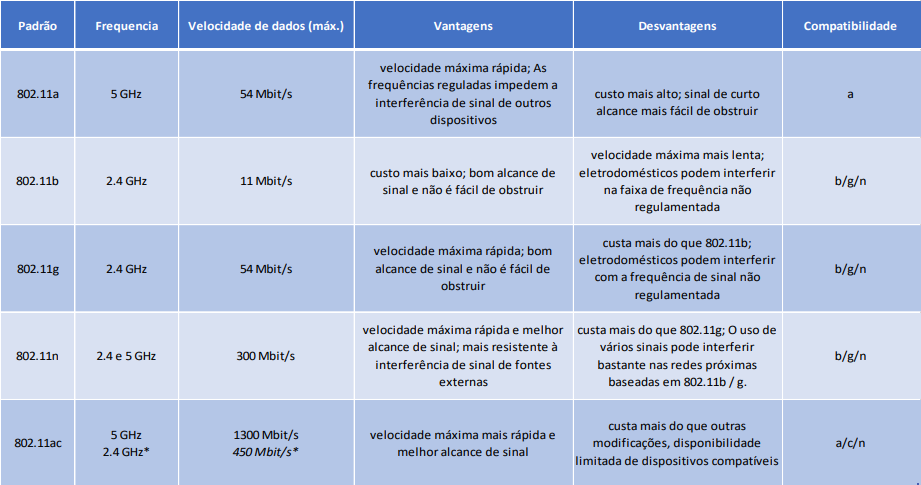 Padrão
Frequencia
Velocidade de dados (máx.)
Vantagens
Desvantagens
Compatibilidade
802.11a
5 GHz
54 Mbit/s
velocidade máxima rápida; As
frequências reguladas impedem a
interferência de sinal de outros
dispositivos
custo mais alto; sinal de curto
alcance mais fácil de obstruir
a
802.11b
2.4 GHz
11 Mbit/s
custo mais baixo; bom alcance de
sinal e não é fácil de obstruir
velocidade máxima mais lenta;
eletrodomésticos podem interferir
na faixa de frequência não
regulamentada
b/g/n
802.11g
2.4 GHz
54 Mbit/s
velocidade máxima rápida; bom
alcance de sinal e não é fácil de
obstruir
custa mais do que 802.11b;
eletrodomésticos podem interferir
com a frequência de sinal não
regulamentada
b/g/n
802.11n
2.4 e 5 GHz
300 Mbit/s
velocidade máxima rápida e melhor
alcance de sinal; mais resistente à
interferência de sinal de fontes
externas
custa mais do que 802.11g; O uso de
vários sinais pode interferir
bastante nas redes próximas
baseadas em 802.11b / g.
b/g/n
802.11ac
5 GHz
2.4 GHz*
1300 Mbit/s
450 Mbit/s*
velocidade máxima mais rápida e
melhor alcance de sinal
custa mais do que outras
modificações, disponibilidade
limitada de dispositivos compatíveis
a/c/n